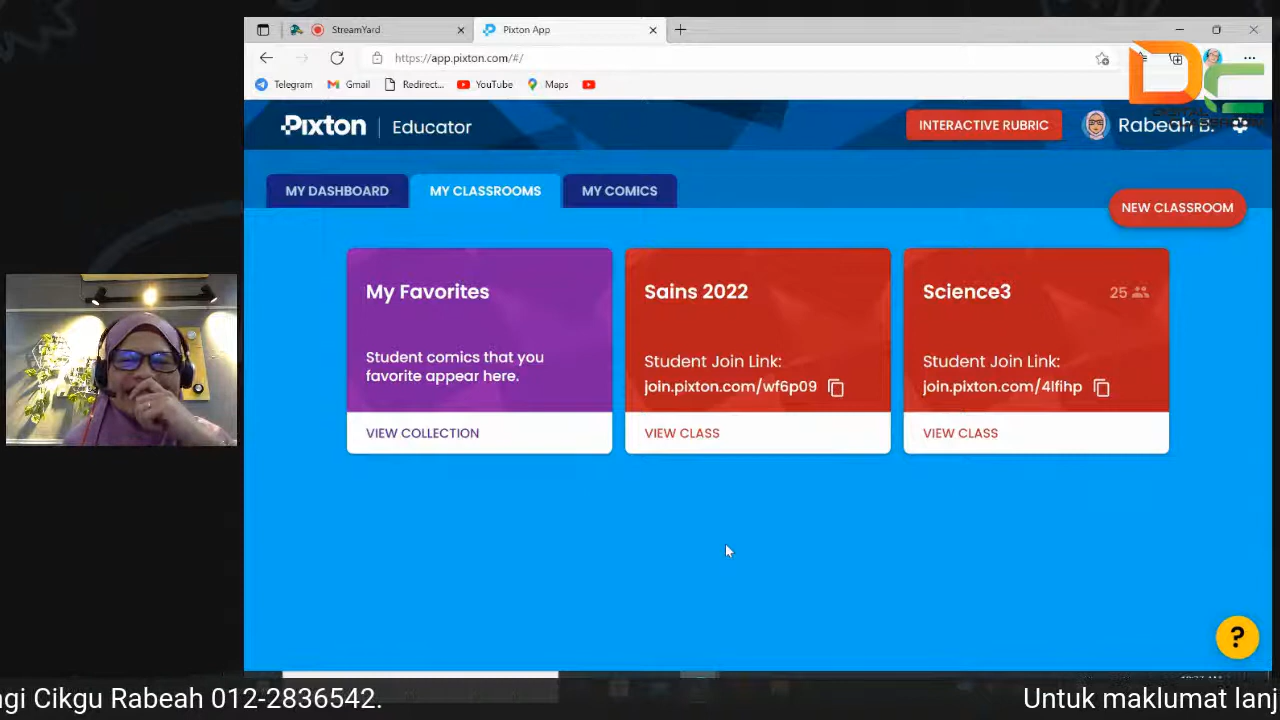 StreamYard
Pixton App
https://app.pixton.com/#/
Telegram
Gmail
Redirect...
YouTube
Maps
Pixton
Educator
INTERACTIVE RUBRIC
Rabeah B.
MY DASHBOARD
MY CLASSROOMS
MY COMICS
NEW CLASSROOM
My Favorites
Student comics that you
favorite appear here.
VIEW COLLECTION
Sains 2022
Student Join Link:
join.pixton.com/wf6p09
VIEW CLASS
Science3
25
Student Join Link:
join.pixton.com/4lfihp
VIEW CLASS
?
ngi Cikgu Rabeah 012-2836542.
Untuk maklumat lanj